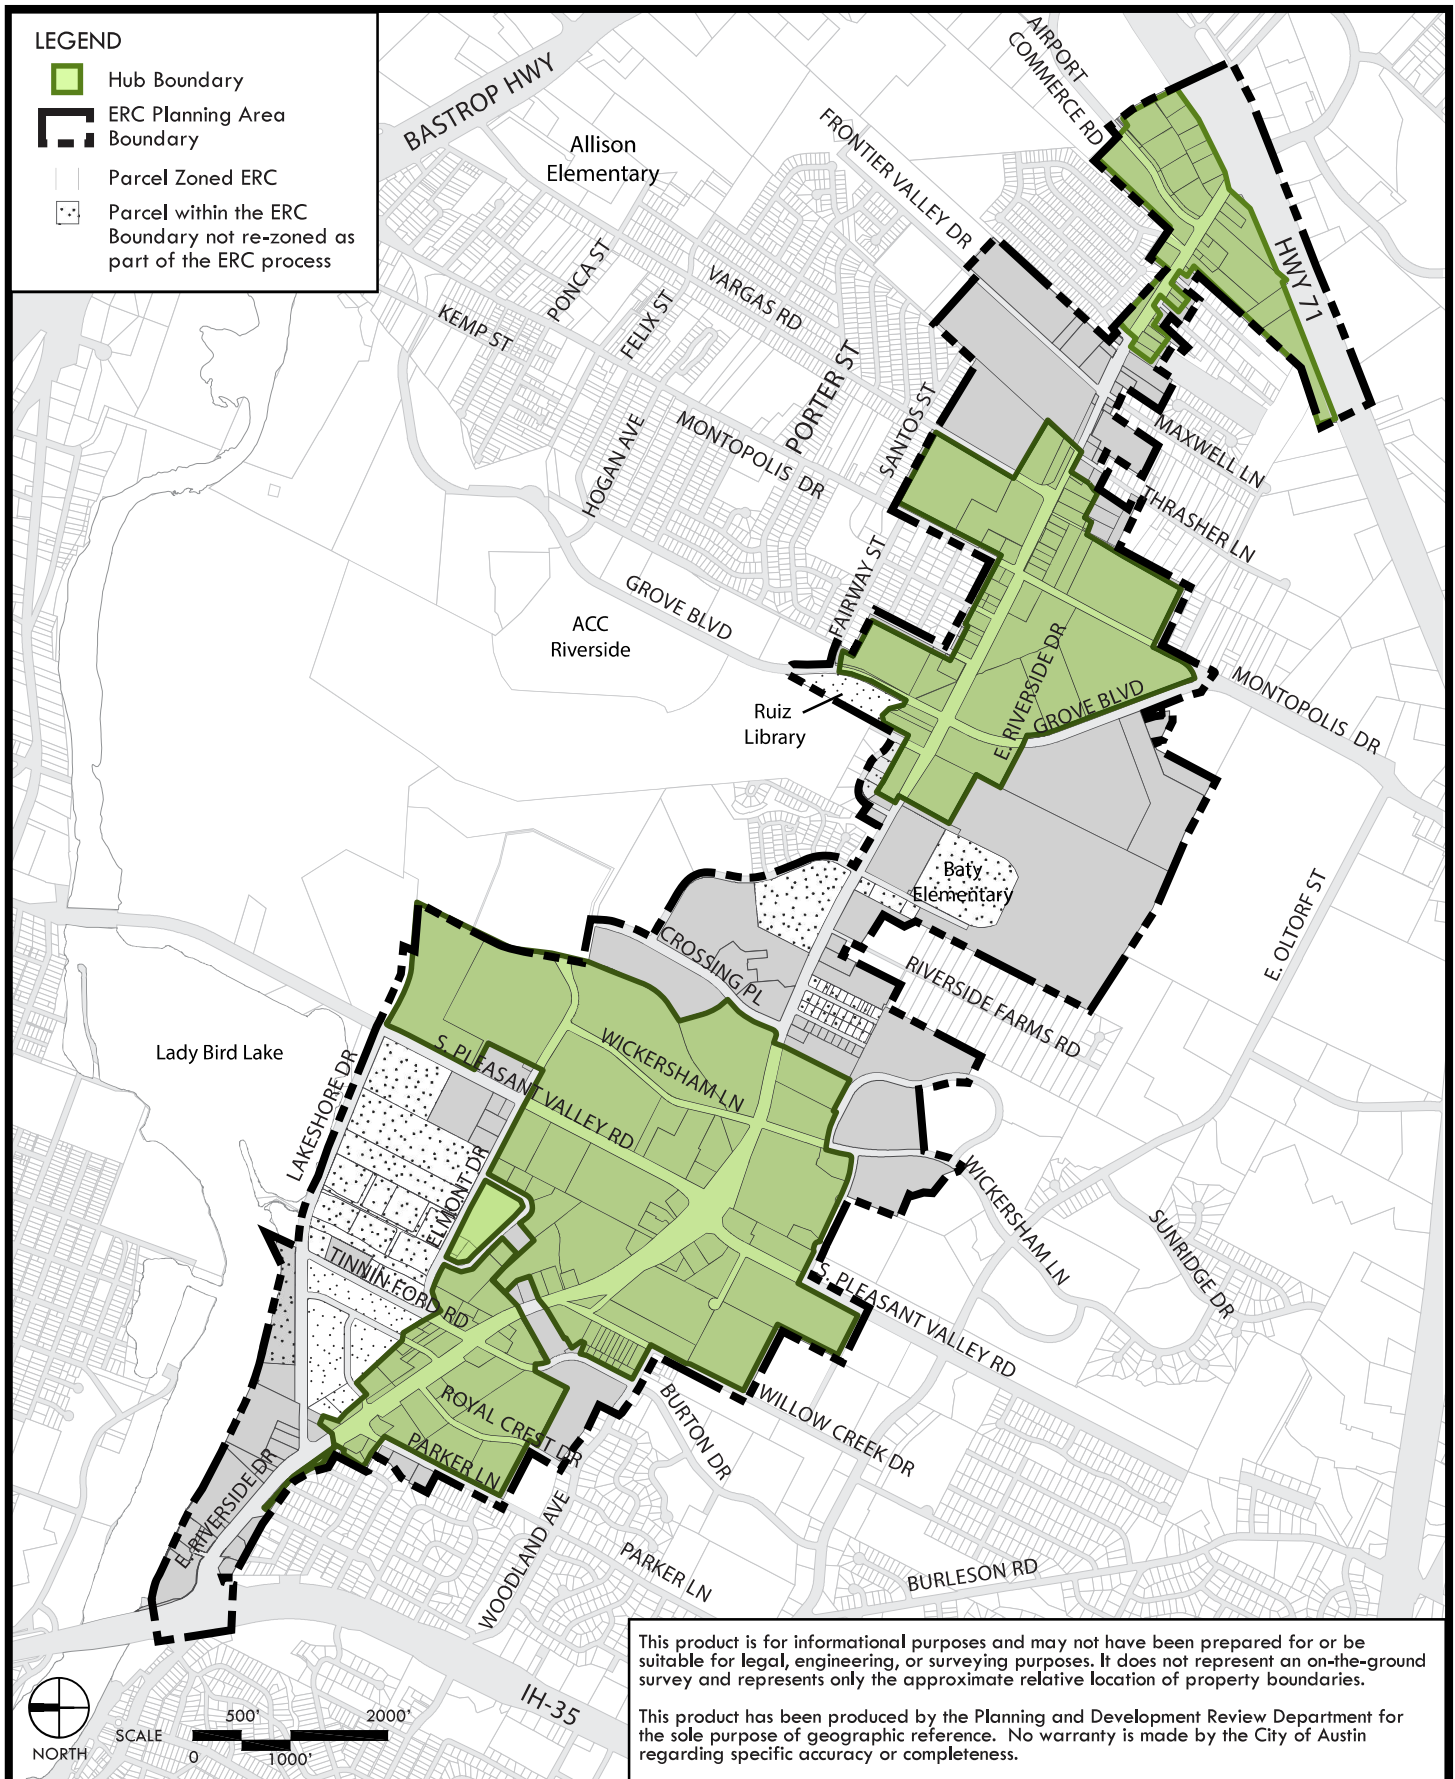 LEGEND
Hub Boundary
ERC Planning Area
Boundary
Parcel Zoned ERC
Parcel within the ERC
Boundary not re-zoned as
part of the ERC process
BASTROP HWY
Allison
Elementary
AIRPORT
COMMERCE RD
FRONTIER VALLEY DR
HWY 71
PONCA ST
VARGAS RD
KEMP ST
FELIX ST
PORTER ST
SANTOS ST
HOGAN AVE
MONTOPOLIS DR
MAXWELL LN
THRASHER LN
FAIRWAY ST
GROVE BLVD
ACC
Riverside
E. RIVERSIDE DR
GROVE BLVD
MONTOPOLIS DR
Ruiz
Library
Baty
Elementary
E. OLTORF ST
CROSSING PL
RIVERSIDE FARMS RD
Lady Bird Lake
LAKESHORE DR
S. PLEASANT VALLEY RD
WICKERSHAM LN
ELMONT DR
WICKERSHAM LN
SUNRIDGE DR
TINNIN FORD RD
S. PLEASANT VALLEY RD
ROYAL CREST DR
PARKER LN
BURTON DR
WILLOW CREEK DR
E. RIVERSIDE DR
WOODLAND AVE
PARKER LN
BURLESON RD
IH-35
NORTH
SCALE
500'
2000'
0
1000'
This product is for informational purposes and may not have been prepared for or be
suitable for legal, engineering, or surveying purposes. It does not represent an on-the-ground
survey and represents only the approximate relative location of property boundaries.
This product has been produced by the Planning and Development Review Department for
the sole purpose of geographic reference. No warranty is made by the City of Austin
regarding specific accuracy or completeness.